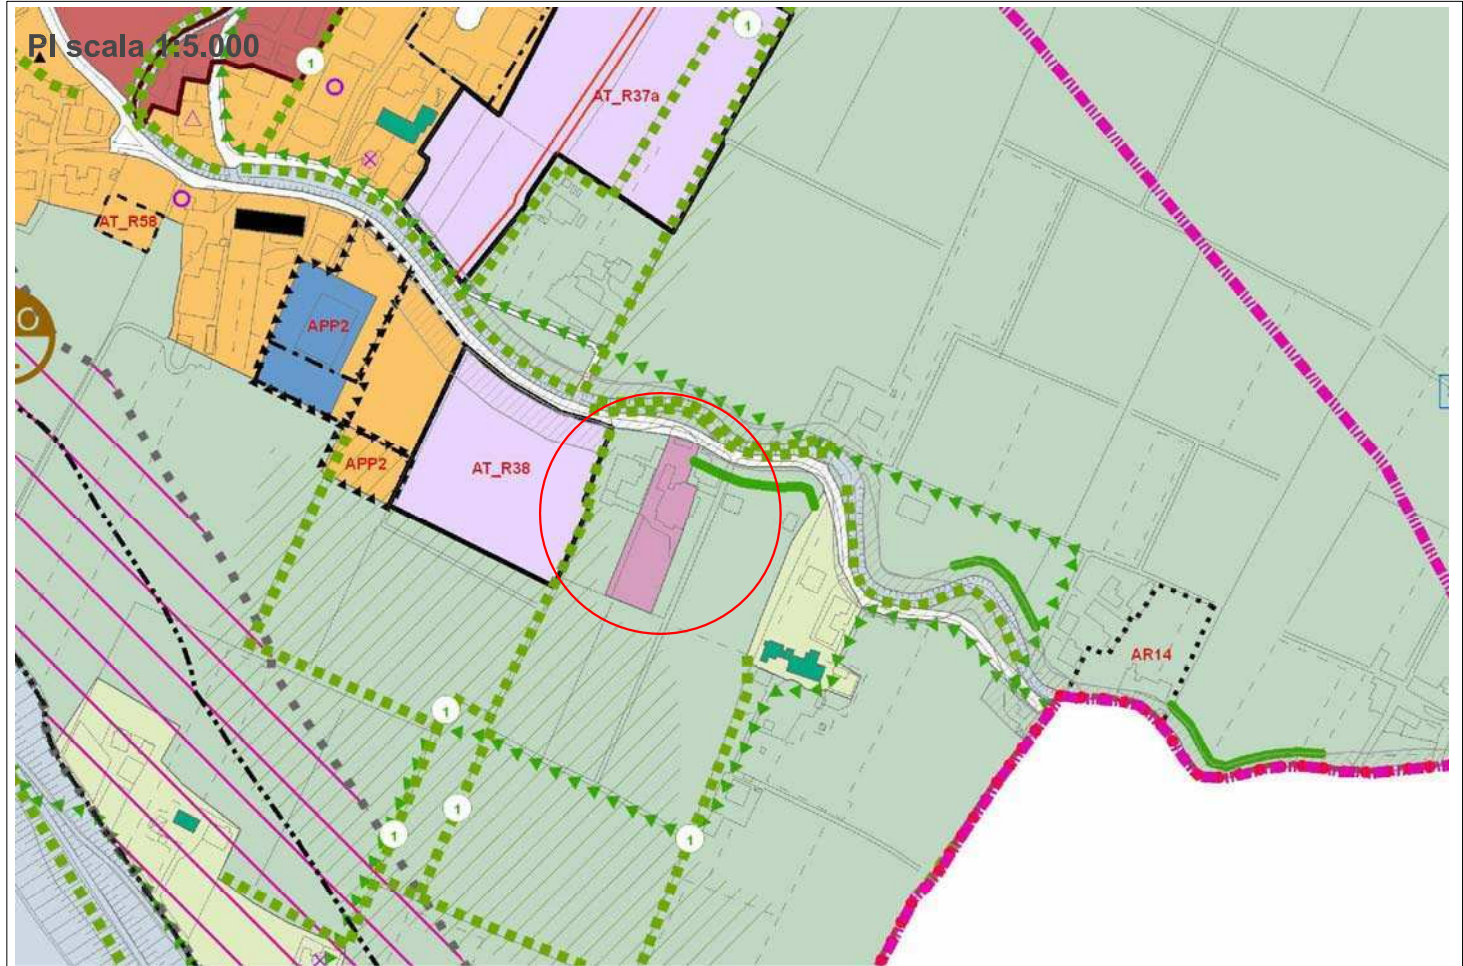 PI scala 1:5.000
1
1
AT_R37a
AT_R58
APP2
APP2
AT_R38
AR14
1
1
1
1